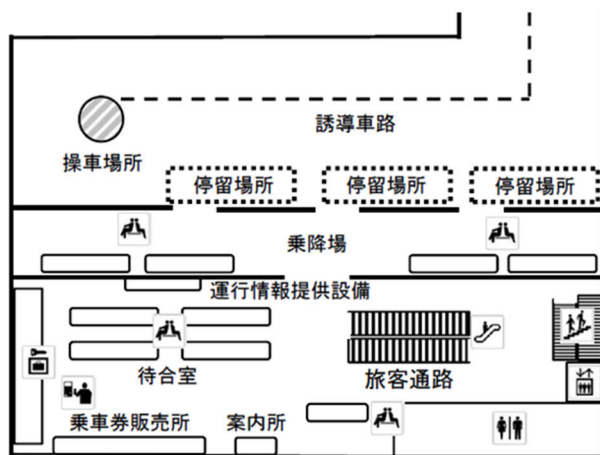 誘導車路
操車場所
停留場所
停留場所
停留場所
乗降場
運行情報提供設備
待合室
旅客通路
乗車券販売所
案内所